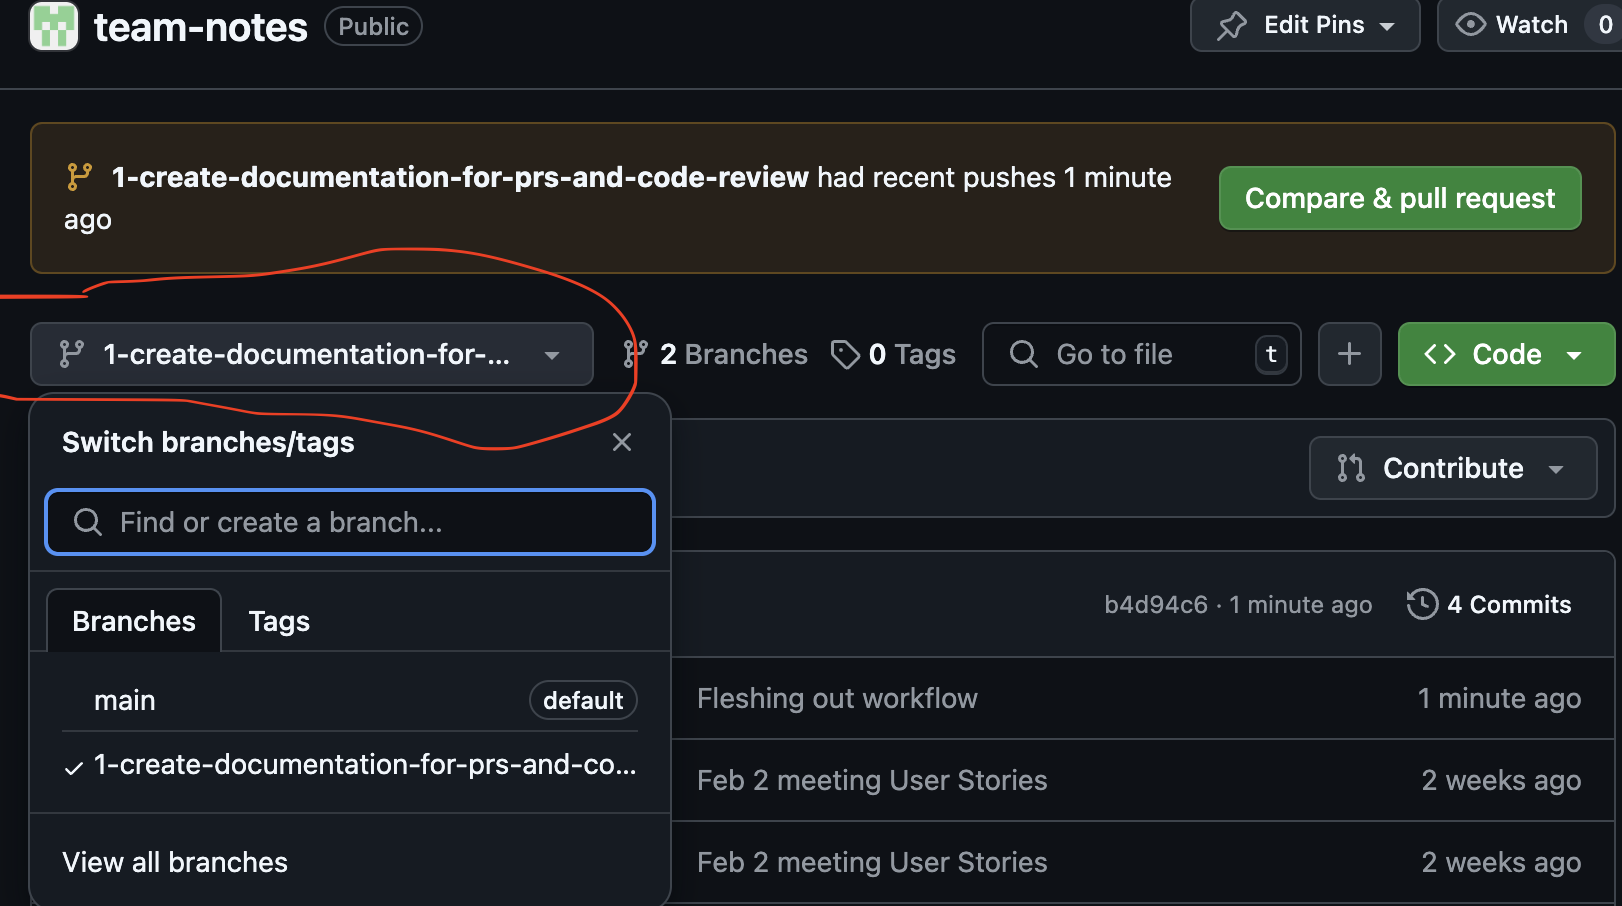 team-notes Public Edit Pins Watch 0
1-create-documentation-for-prs-and-code-review had recent pushes 1 minute
ago
Compare & pull request
1-create-documentation-for-... 2 Branches 0 Tags Go to file t + Code
Switch branches/tags
Contribute
Find or create a branch...
b4d94c6 · 1 minute ago 4 Commits
Branches Tags
main default
Fleshing out workflow 1 minute ago
1-create-documentation-for-prs-and-co...
Feb 2 meeting User Stories 2 weeks ago
View all branches
Feb 2 meeting User Stories 2 weeks ago